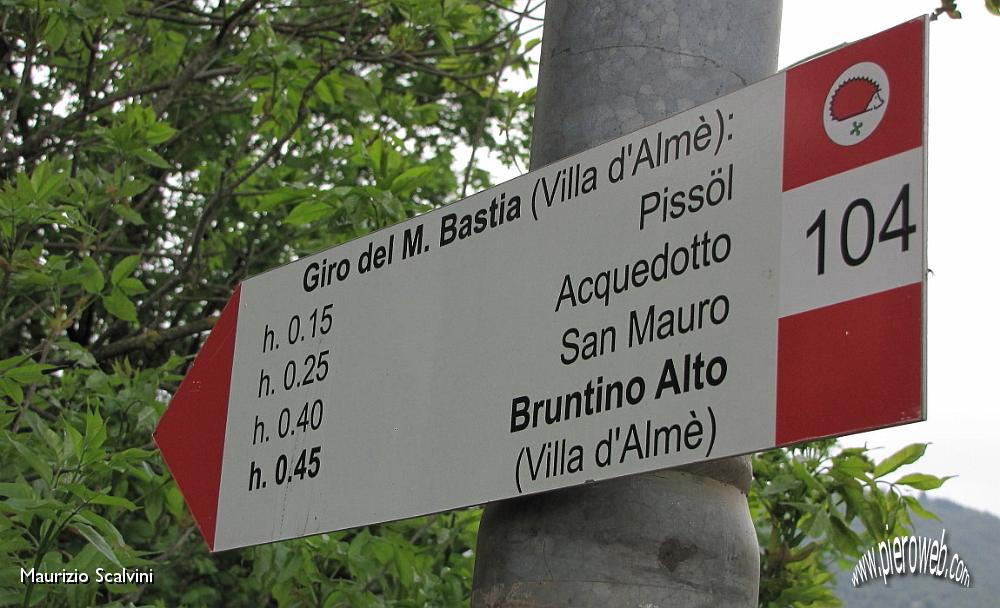 Giro del M. Bastia (Villa d'Almè):
h. 0.15 Pissöl
h. 0.25 Acquedotto
h. 0.40 San Mauro
h. 0.45 Bruntino Alto
(Villa d'Almè)
104
Maurizio Scalvini
www.pieroweb.com